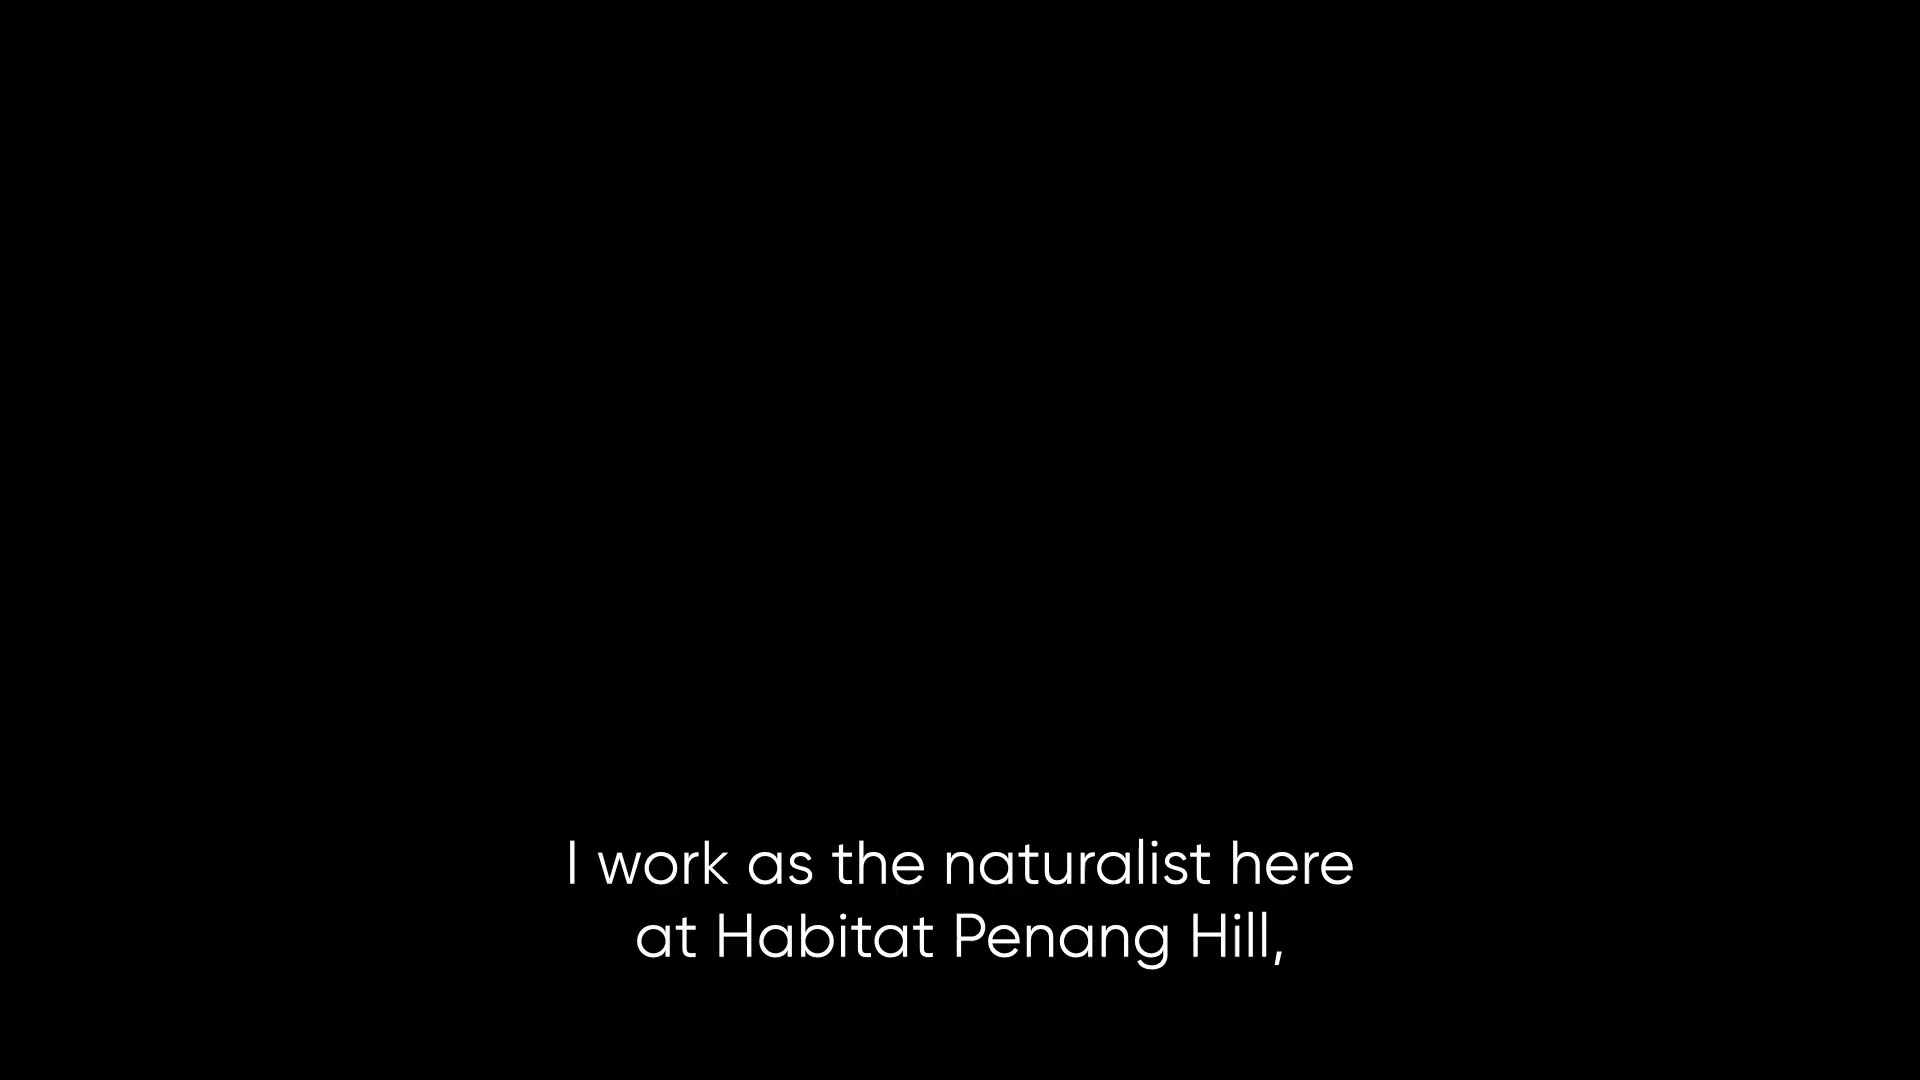 I work as the naturalist here
at Habitat Penang Hill,